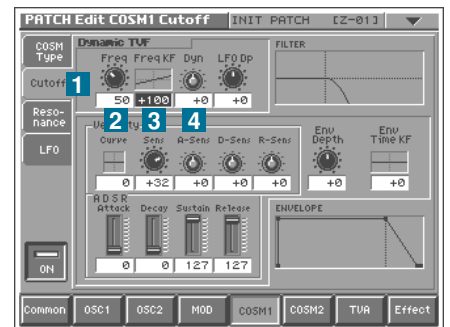 PATCH Edit COSM1 Cutoff INIT PATCH [Z-01]
COSM Type
Cutoff
Reso-nance
LFO
ON
Dynamic TVF
Freq Freq KF Dyn LFO Dp
1
50 +100 +0 +0
FILTER
2 3 4
Curve Sens A-Sens D-Sens R-Sens
0 +32 +0 +0 +0
Env Depth Env Time KF
+0 +0
ADSR
Attack Decay Sustain Release
0 0 127 127
ENVELOPE
Common OSC1 OSC2 MOD COSM1 COSM2 TVA Effect